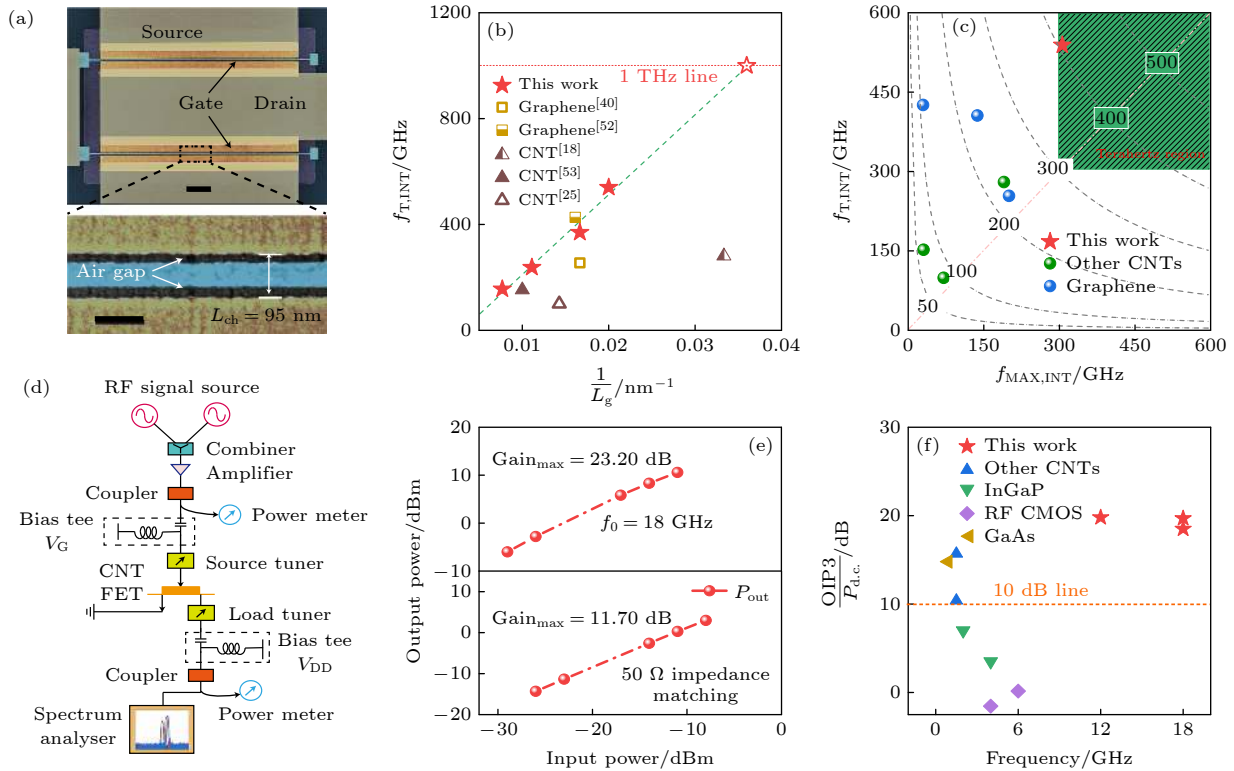 (a)
Source
Gate
Drain
Air gap
L_ch = 95 nm
(b)
f_T,INT/GHz
1200
800
400
0
0.01
0.02
0.03
0.04
1/L_g/nm⁻¹
1 THz line
This work
Graphene[40]
Graphene[52]
CNT[18]
CNT[53]
CNT[25]
(c)
f_T,INT/GHz
600
450
300
150
0
0
150
300
450
600
f_MAX,INT/GHz
500
400
300
200
100
50
Terahertz region
This work
Other CNTs
Graphene
(d)
RF signal source
Combiner
Amplifier
Coupler
Power meter
Bias tee
V_G
Source tuner
CNT
FET
Load tuner
Bias tee
V_DD
Coupler
Power meter
Spectrum
analyser
(e)
Output power/dBm
20
10
0
−10
20
10
0
−10
−20
Gain_max = 23.20 dB
f_0 = 18 GHz
P_out
Gain_max = 11.70 dB
50 Ω impedance
matching
−30
−20
−10
0
Input power/dBm
(f)
OIP3/P_d.c./dB
30
20
10
0
This work
Other CNTs
InGaP
RF CMOS
GaAs
10 dB line
0
6
12
18
Frequency/GHz